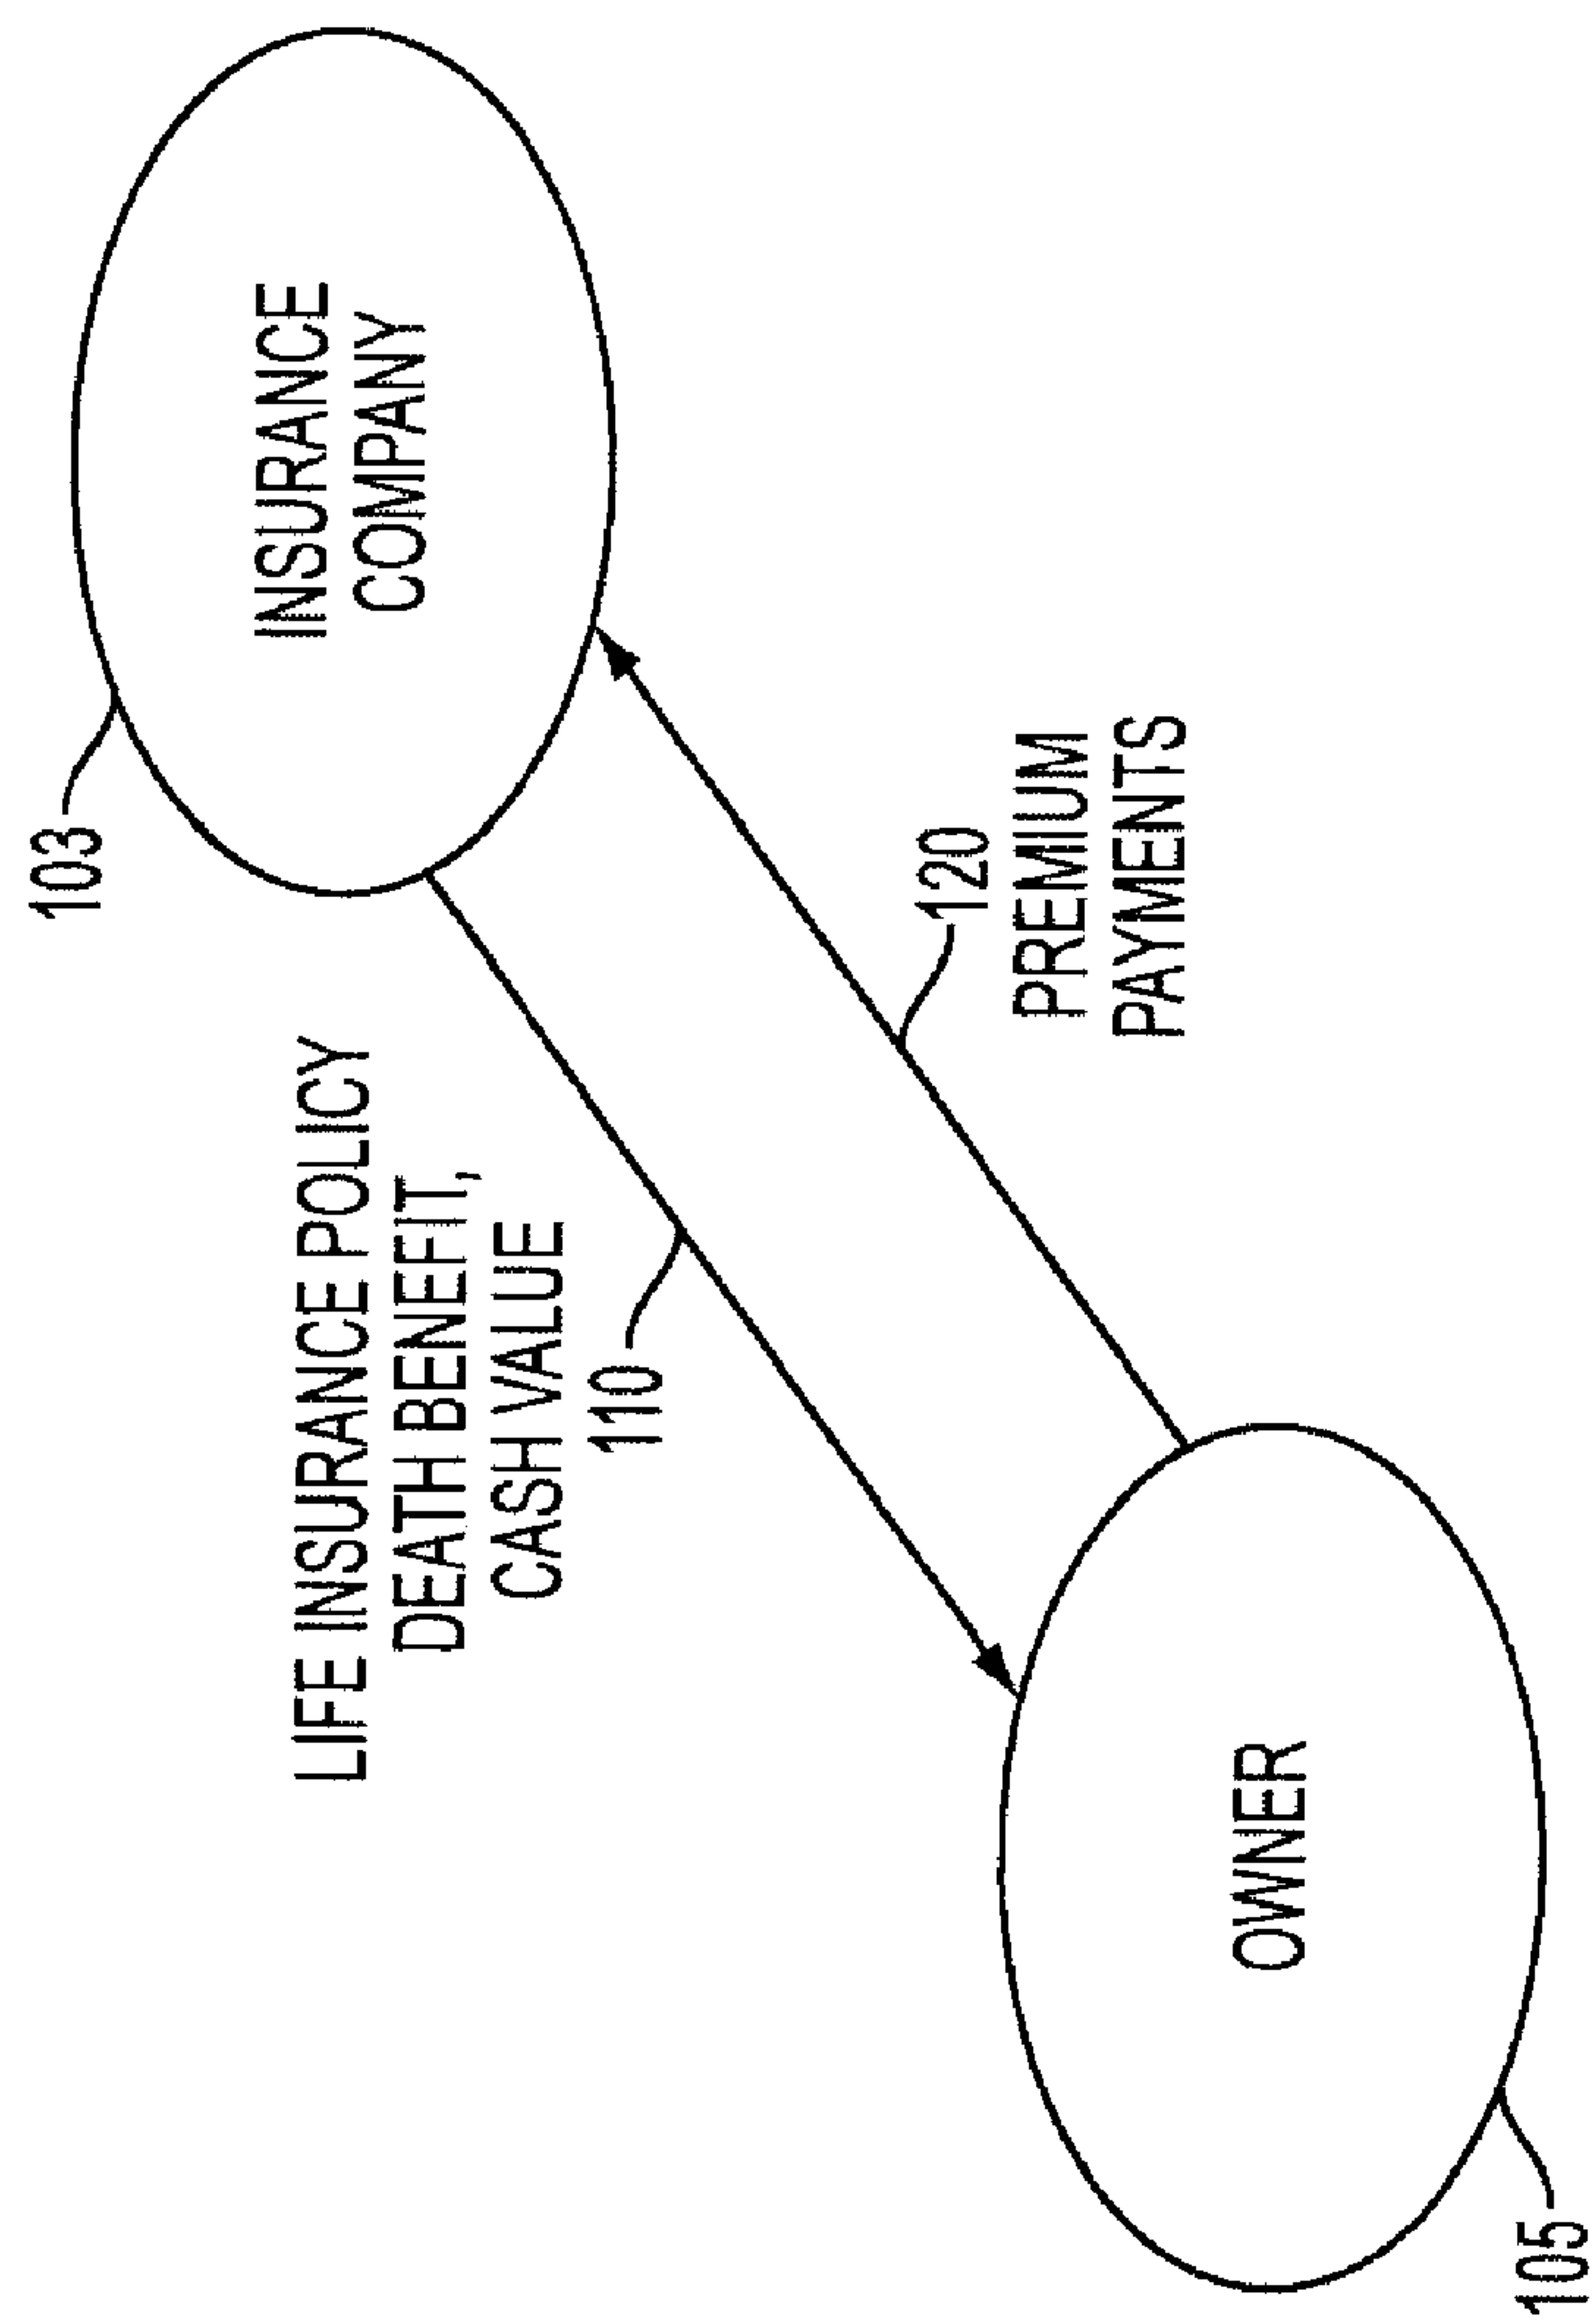 103
INSURANCE
COMPANY
LIFE INSURANCE POLICY
DEATH BENEFIT,
CASH VALUE
110
120
PREMIUM
PAYMENTS
OWNER
105